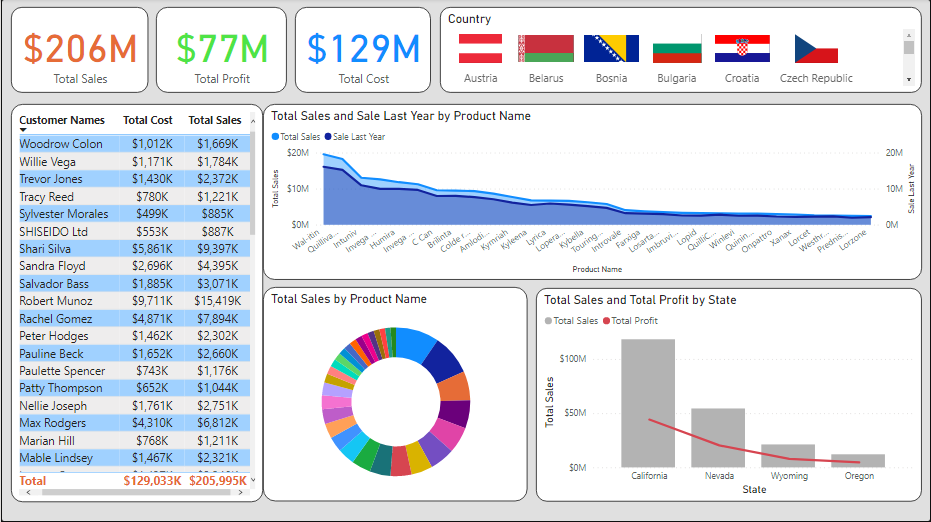 $206M
Total Sales
$77M
Total Profit
$129M
Total Cost
Country
Austria Belarus Bosnia Bulgaria Croatia Czech Republic
Customer Names Total Cost Total Sales
Woodrow Colon $1,012K $1,669K
Willie Vega $1,171K $1,784K
Trevor Jones $1,430K $2,372K
Tracy Reed $780K $1,221K
Sylvester Morales $499K $885K
SHISEIDO Ltd $553K $887K
Shari Silva $5,861K $9,397K
Sandra Floyd $2,696K $4,395K
Salvador Bass $1,885K $3,071K
Robert Munoz $9,711K $15,419K
Rachel Gomez $4,871K $7,894K
Peter Hodges $1,462K $2,302K
Pauline Beck $1,652K $2,660K
Paulette Spencer $743K $1,176K
Patty Thompson $652K $1,044K
Nellie Joseph $1,761K $2,751K
Max Rodgers $4,310K $6,812K
Marian Hill $768K $1,211K
Mable Lindsey $1,467K $2,321K
Total $129,033K $205,995K
Total Sales and Sale Last Year by Product Name
Total Sales Sale Last Year
Total Sales
$20M
$10M
$0M
20M
$10M
$0M
Sale Last Year
Wal-itin
Quilliva...
Intuniv
Invega ...
Humira
Invega ...
C Can
Brilinta
Colde r...
Amlodi...
Kymriah
Kyleena
Lyrica
Lopera...
Kybella
Touring...
Introvale
Farxiga
Losarta...
Imbruvi...
Lopid
QuilliC...
Winlevi
Quinin...
Onpattro
Xanax
Lorcet
Westhr...
Prednis...
Lorzone
Product Name
Total Sales by Product Name
Total Sales and Total Profit by State
Total Sales Total Profit
Total Sales
$100M
$50M
$0M
California Nevada Wyoming Oregon
State